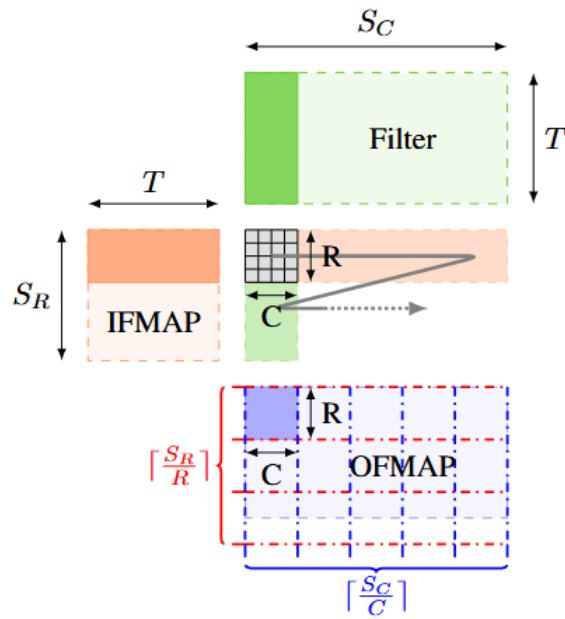 S_C
Filter
T
T
R
S_R
IFMAP
C
R
⌈S_R/R⌉
C
OFMAP
⌈S_C/C⌉